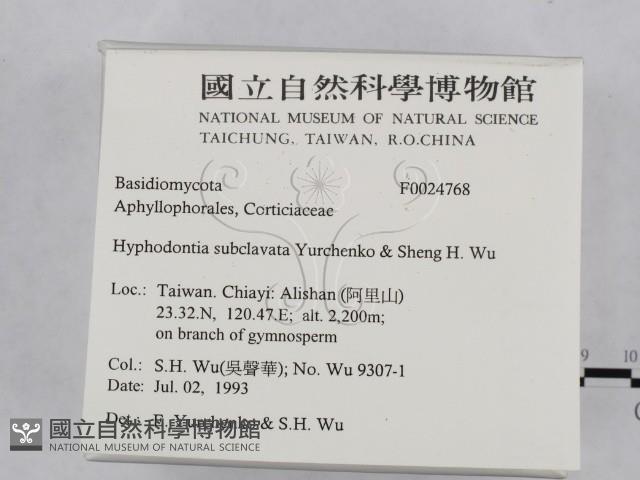 國立自然科學博物館
NATIONAL MUSEUM OF NATURAL SCIENCE
TAICHUNG, TAIWAN, R.O.CHINA
Basidiomycota F0024768
Aphyllophorales, Corticiaceae
Hyphodontia subclavata Yurchenko & Sheng H. Wu
Loc.: Taiwan. Chiayi: Alishan (阿里山)
23.32.N, 120.47.E; alt. 2,200m;
on branch of gymnosperm
Col.: S.H. Wu(吳聲華); No. Wu 9307-1
Date: Jul. 02, 1993
Det.: E. Yurchenko & S.H. Wu
國立自然科學博物館
NATIONAL MUSEUM OF NATURAL SCIENCE
9 10